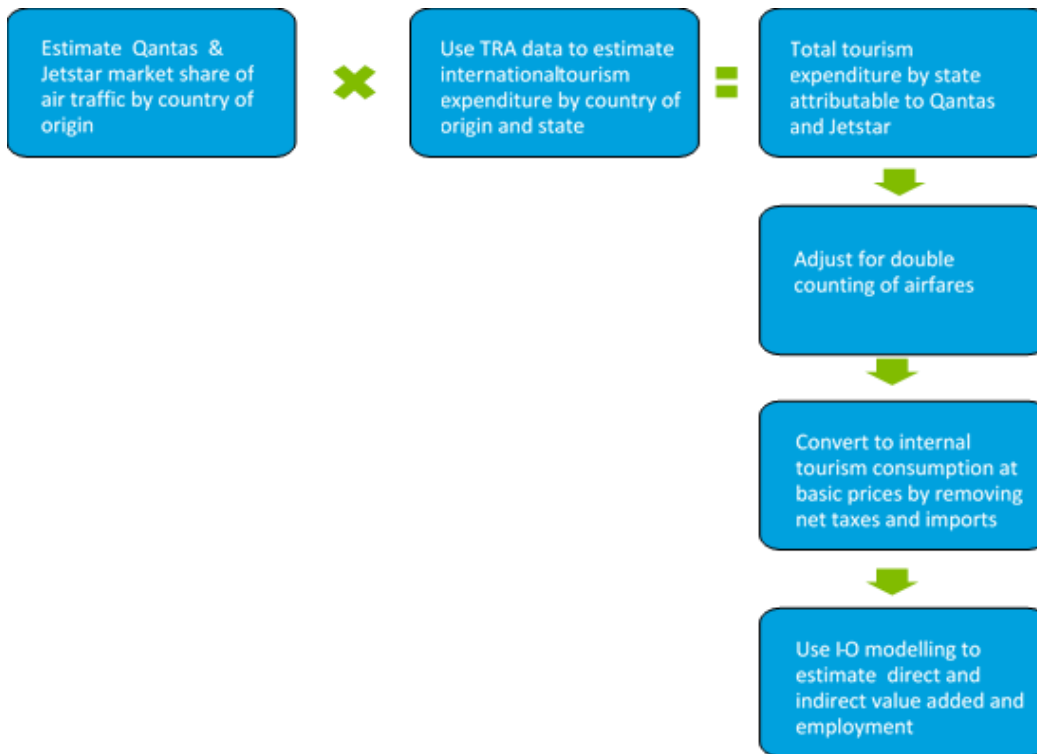 Estimate Qantas &
Jetstar market share of
air traffic by country of
origin
Use TRA data to estimate
internationaltourism
expenditure by country of
origin and state
Total tourism
expenditure by state
attributable to Qantas
and Jetstar
Adjust for double
counting of airfares
Convert to internal
tourism consumption at
basic prices by removing
net taxes and imports
Use I-O modelling to
estimate direct and
indirect value added and
employment